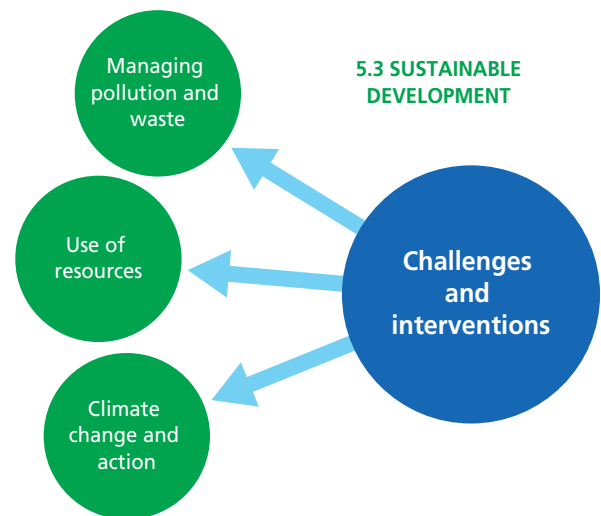 Managing
pollution and
waste
5.3 SUSTAINABLE
DEVELOPMENT
Use of
resources
Challenges
and
interventions
Climate
change and
action